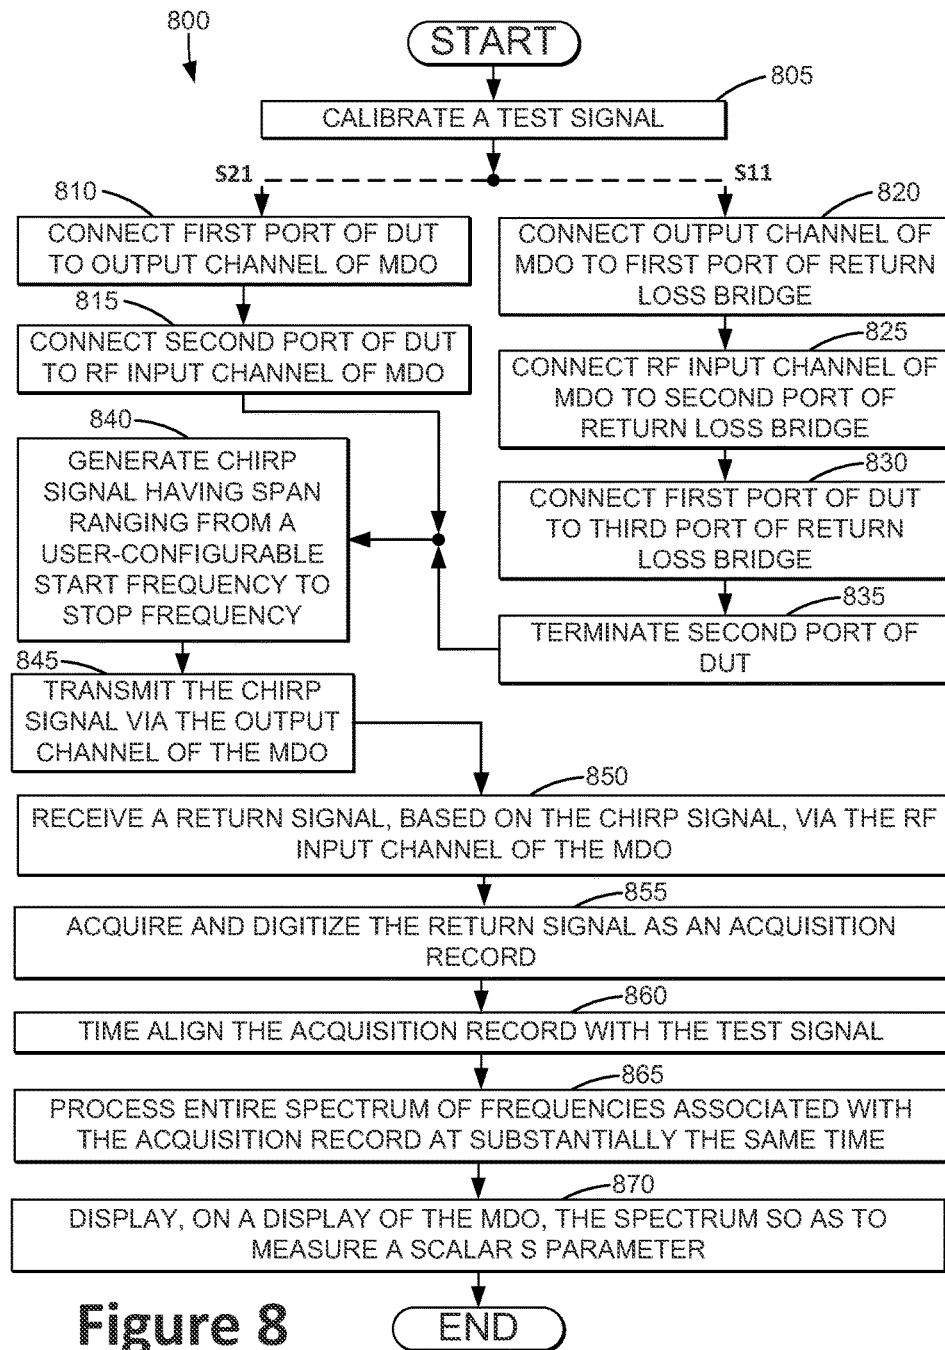 800
START
805
CALIBRATE A TEST SIGNAL
S21
S11
810
CONNECT FIRST PORT OF DUT
TO OUTPUT CHANNEL OF MDO
815
CONNECT SECOND PORT OF DUT
TO RF INPUT CHANNEL OF MDO
820
CONNECT OUTPUT CHANNEL OF
MDO TO FIRST PORT OF RETURN
LOSS BRIDGE
825
CONNECT RF INPUT CHANNEL OF
MDO TO SECOND PORT OF
RETURN LOSS BRIDGE
830
CONNECT FIRST PORT OF DUT
TO THIRD PORT OF RETURN
LOSS BRIDGE
835
TERMINATE SECOND PORT OF
DUT
840
GENERATE CHIRP
SIGNAL HAVING SPAN
RANGING FROM A
USER-CONFIGURABLE
START FREQUENCY TO
STOP FREQUENCY
845
TRANSMIT THE CHIRP
SIGNAL VIA THE OUTPUT
CHANNEL OF THE MDO
850
RECEIVE A RETURN SIGNAL, BASED ON THE CHIRP SIGNAL, VIA THE RF
INPUT CHANNEL OF THE MDO
855
ACQUIRE AND DIGITIZE THE RETURN SIGNAL AS AN ACQUISITION
RECORD
860
TIME ALIGN THE ACQUISITION RECORD WITH THE TEST SIGNAL
865
PROCESS ENTIRE SPECTRUM OF FREQUENCIES ASSOCIATED WITH
THE ACQUISITION RECORD AT SUBSTANTIALLY THE SAME TIME
870
DISPLAY, ON A DISPLAY OF THE MDO, THE SPECTRUM SO AS TO
MEASURE A SCALAR S PARAMETER
END
Figure 8